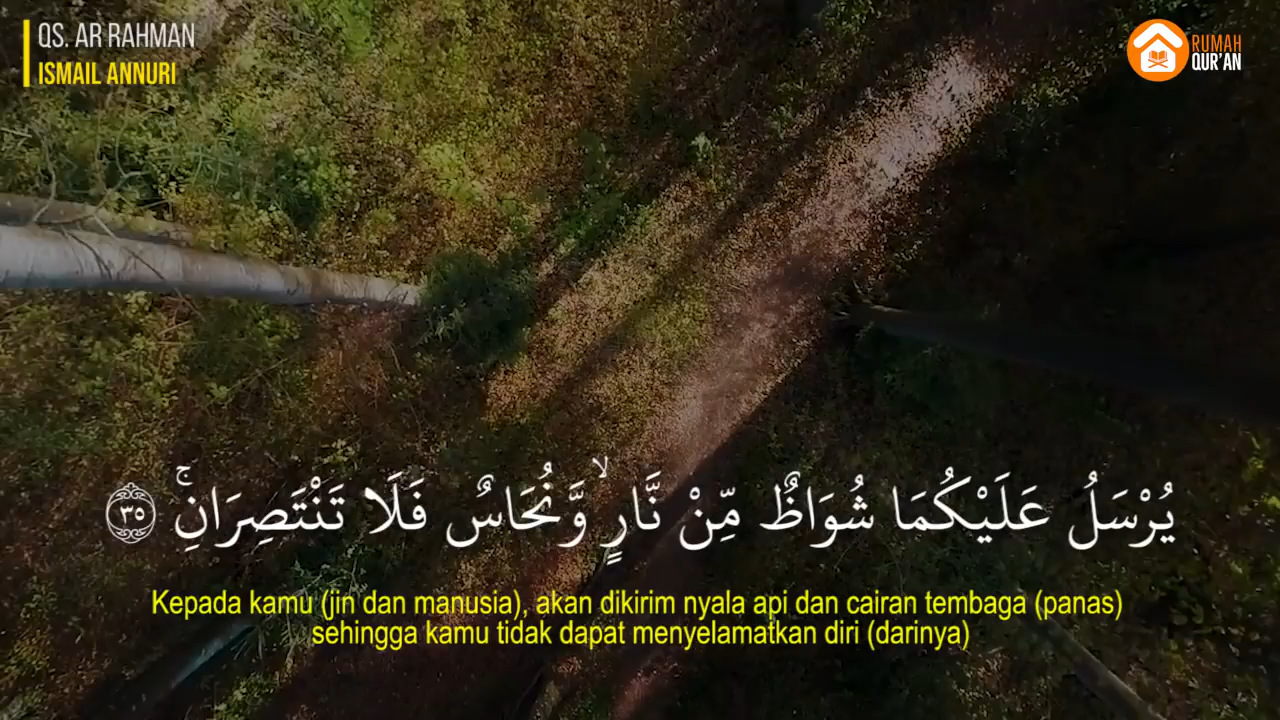 QS. AR RAHMAN
ISMAIL ANNURI
RUMAH
QUR'AN
يُرْسَلُ عَلَيْكُمَا شُوَاظٌ مِّنْ نَّارٍ ۙ وَّنُحَاسٌ فَلَا تَنْتَصِرَانِۚ ٣٥
Kepada kamu (jin dan manusia), akan dikirim nyala api dan cairan tembaga (panas)
sehingga kamu tidak dapat menyelamatkan diri (darinya)